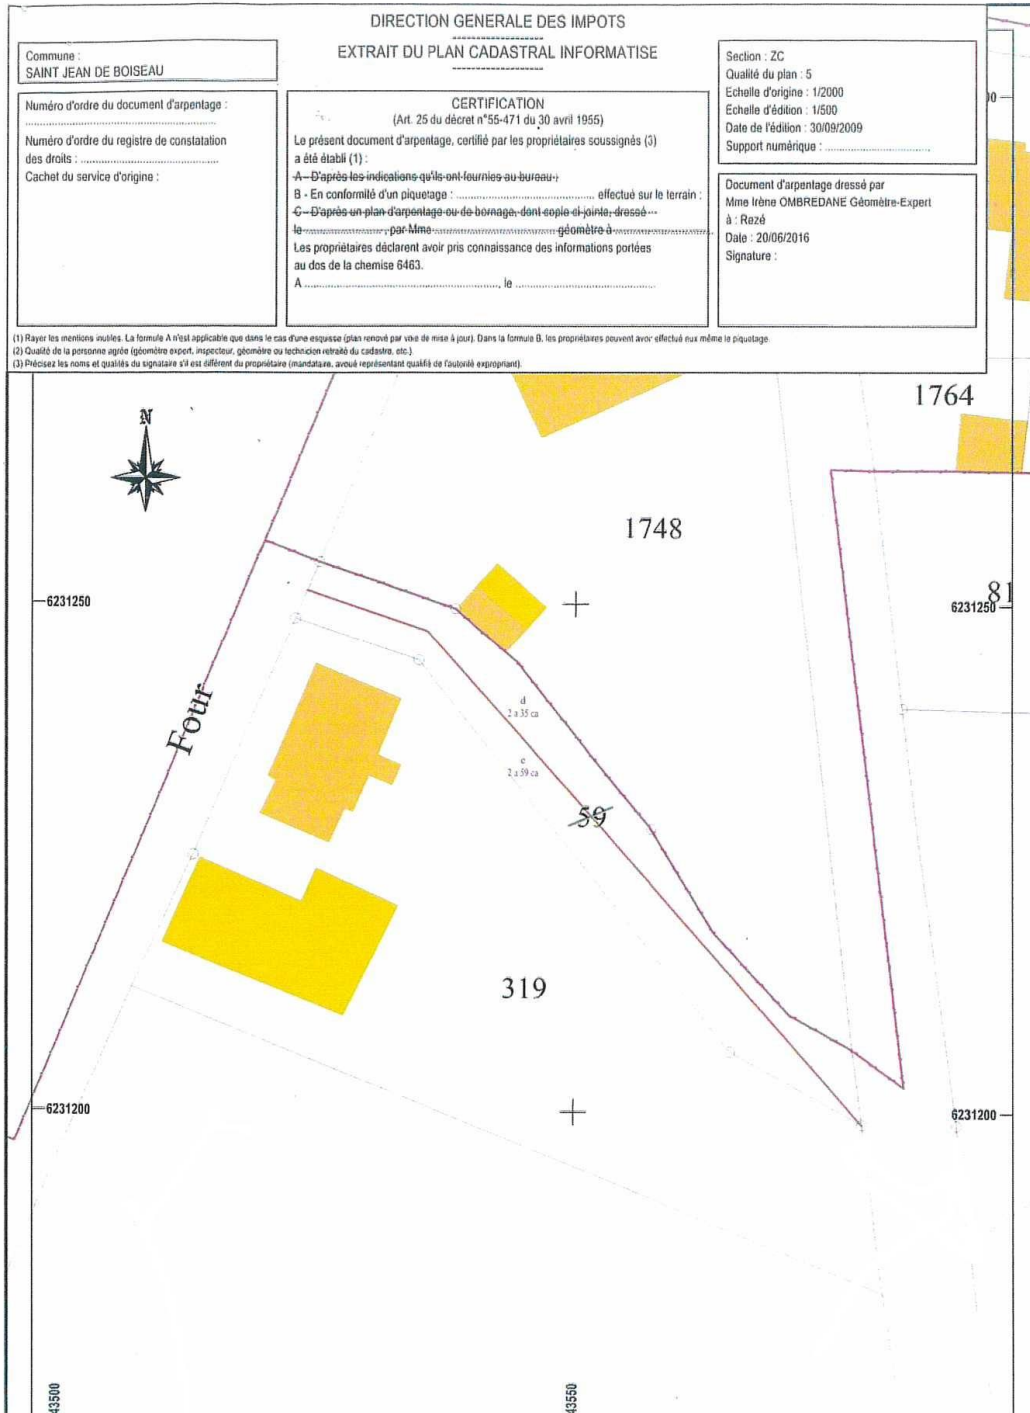 DIRECTION GENERALE DES IMPOTS
EXTRAIT DU PLAN CADASTRAL INFORMATISE
Commune :
SAINT JEAN DE BOISEAU
Numéro d'ordre du document d'arpentage :
Numéro d'ordre du registre de constatation
des droits :
Cachet du service d'origine :
CERTIFICATION
(Art. 25 du décret n°55-471 du 30 avril 1955)
Le présent document d'arpentage, certifié par les propriétaires soussignés (3)
a été établi (1) :
A - D'après les indications qu'ils ont fournies au bureau ;
B - En conformité d'un piquetage : effectué sur le terrain ;
C - D'après un plan d'arpentage ou de bornage, dont copie ci-jointe, dressé
le , par Mme géomètre à
Les propriétaires déclarent avoir pris connaissance des informations portées
au dos de la chemise 6463.
A , le
Section : ZC
Qualité du plan : 5
Echelle d'origine : 1/2000
Echelle d'édition : 1/500
Date de l'édition : 30/09/2009
Support numérique :
Document d'arpentage dressé par
Mme Irène OMBREDANE Géomètre-Expert
à : Rezé
Date : 20/06/2016
Signature :
(1) Rayer les mentions inutiles. La formule A n'est applicable que dans le cas d'une esquisse (plan rénové par voie de mise à jour). Dans la formule B, les propriétaires peuvent avoir effectué eux même le piquetage
(2) Qualité de la personne agrée (géomètre expert, inspecteur, géomètre ou technicien retraité du cadastre, etc.)
(3) Précisez les noms et qualités du signataire s'il est différent du propriétaire (mandataire, avoué représentant qualifié de l'autorité expropriant).
1764
N
1748
6231250
6231250
81
Four
d
2 a 35 ca
2 a 59 ca
59
319
6231200
6231200
43500
43550